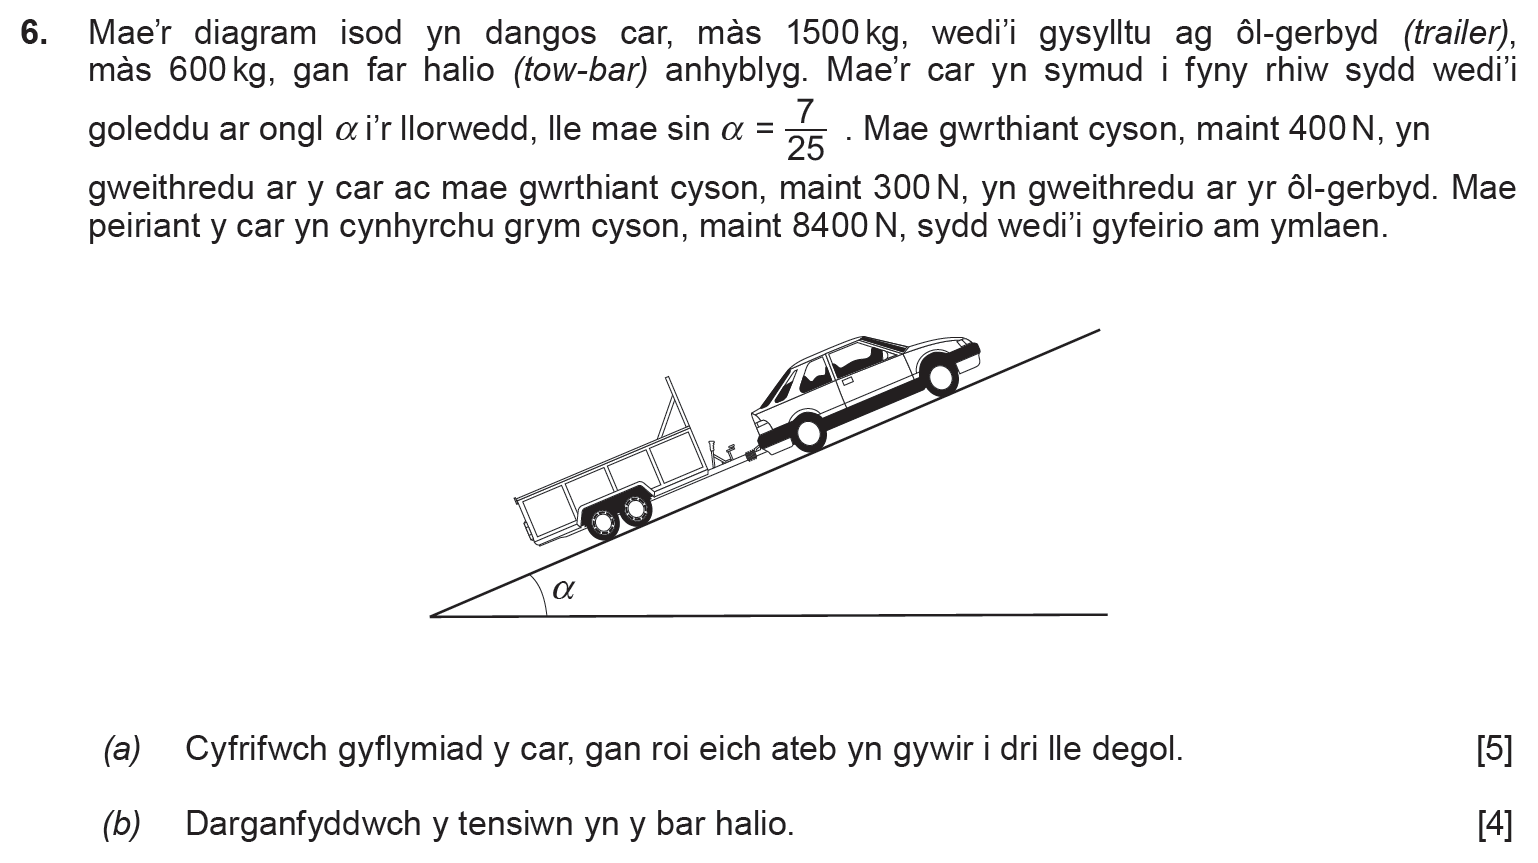 6. Mae'r diagram isod yn dangos car, màs 1500 kg, wedi'i gysylltu ag ôl-gerbyd (trailer),
màs 600 kg, gan far halio (tow-bar) anhyblyg. Mae'r car yn symud i fyny rhiw sydd wedi'i
goleddu ar ongl α i'r llorwedd, lle mae sin α = 7/25 . Mae gwrthiant cyson, maint 400 N, yn
gweithredu ar y car ac mae gwrthiant cyson, maint 300 N, yn gweithredu ar yr ôl-gerbyd. Mae
peiriant y car yn cynhyrchu grym cyson, maint 8400 N, sydd wedi'i gyfeirio am ymlaen.
α
(a) Cyfrifwch gyflymiad y car, gan roi eich ateb yn gywir i dri lle degol. [5]
(b) Darganfyddwch y tensiwn yn y bar halio. [4]